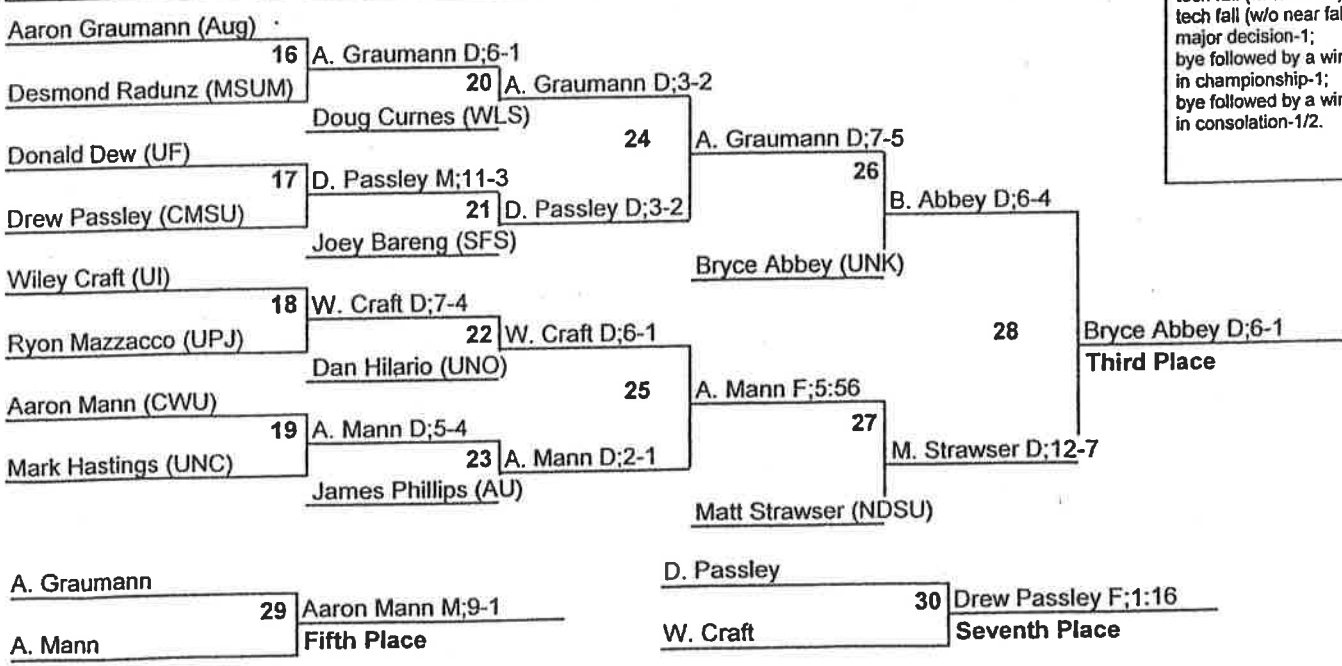 tech fall (w/o near fal
major decision-1;
bye followed by a wir
in championship-1;
bye followed by a wir
in consolation-1/2.
Aaron Graumann (Aug)
16 A. Graumann D;6-1
Desmond Radunz (MSUM)
20 A. Graumann D;3-2
Doug Curnes (WLS)
24 A. Graumann D;7-5
Donald Dew (UF)
17 D. Passley M;11-3
26 B. Abbey D;6-4
Drew Passley (CMSU)
21 D. Passley D;3-2
Joey Bareng (SFS)
Bryce Abbey (UNK)
Wiley Craft (UI)
18 W. Craft D;7-4
Ryon Mazzacco (UPJ)
22 W. Craft D;6-1
28 Bryce Abbey D;6-1
Third Place
Dan Hilario (UNO)
25 A. Mann F;5:56
Aaron Mann (CWU)
19 A. Mann D;5-4
27 M. Strawser D;12-7
Mark Hastings (UNC)
23 A. Mann D;2-1
James Phillips (AU)
Matt Strawser (NDSU)
A. Graumann
29 Aaron Mann M;9-1
A. Mann
Fifth Place
D. Passley
30 Drew Passley F;1:16
W. Craft
Seventh Place